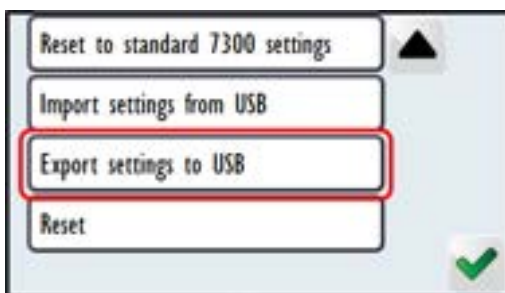 Reset to standard 7300 settings
Import settings from USB
Export settings to USB
Reset